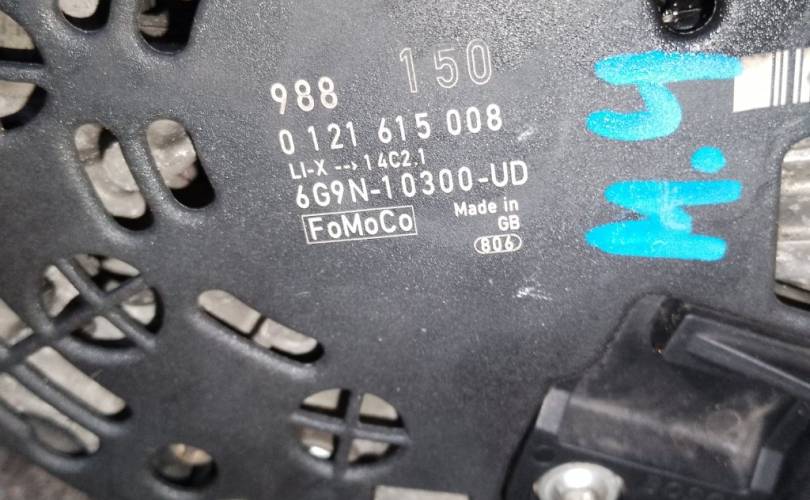 988 150
0 121 615 008
LI-X --> 14C2.1
6G9N-10300-UD
FoMoCo
Made in
GB
806
H.Y